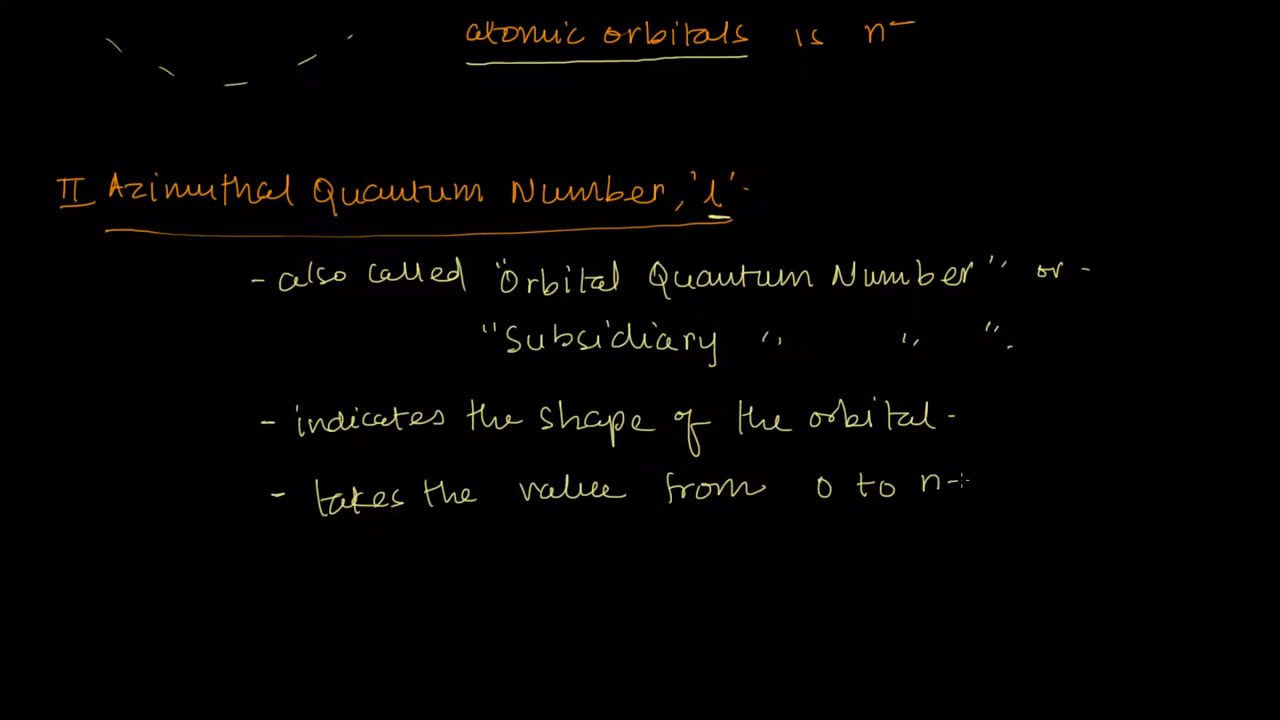 atomic orbitals is n²
II Azimuthal Quantum Number, 'l'-
- also called "Orbital Quantum Number" or -
"Subsidiary " " ".
- indicates the shape of the orbital -
- takes the value from 0 to n-